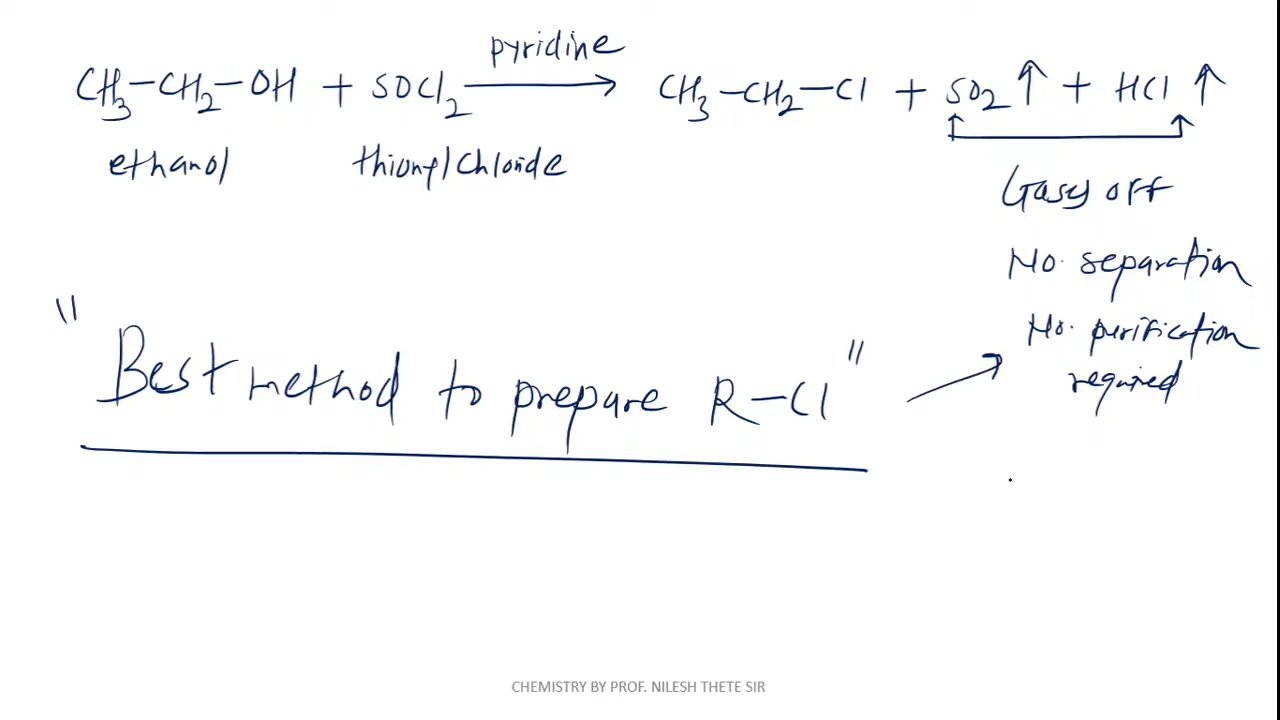 pyridine
CH₃-CH₂-OH + SOCl₂ ⟶ CH₃-CH₂-Cl + SO₂↑ + HCl↑
ethanol thionylchloride
Gasy off
No. separation
No. purification
required
"Best method to prepare R-Cl"
CHEMISTRY BY PROF. NILESH THETE SIR